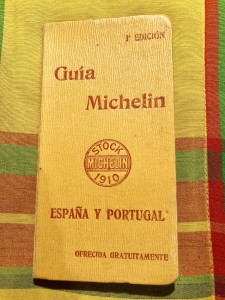 1ª EDICIÓN
Guía
Michelin
STOCK
MICHELIN
1910
ESPAÑA Y PORTUGAL
OFRECIDA GRATUITAMENTE